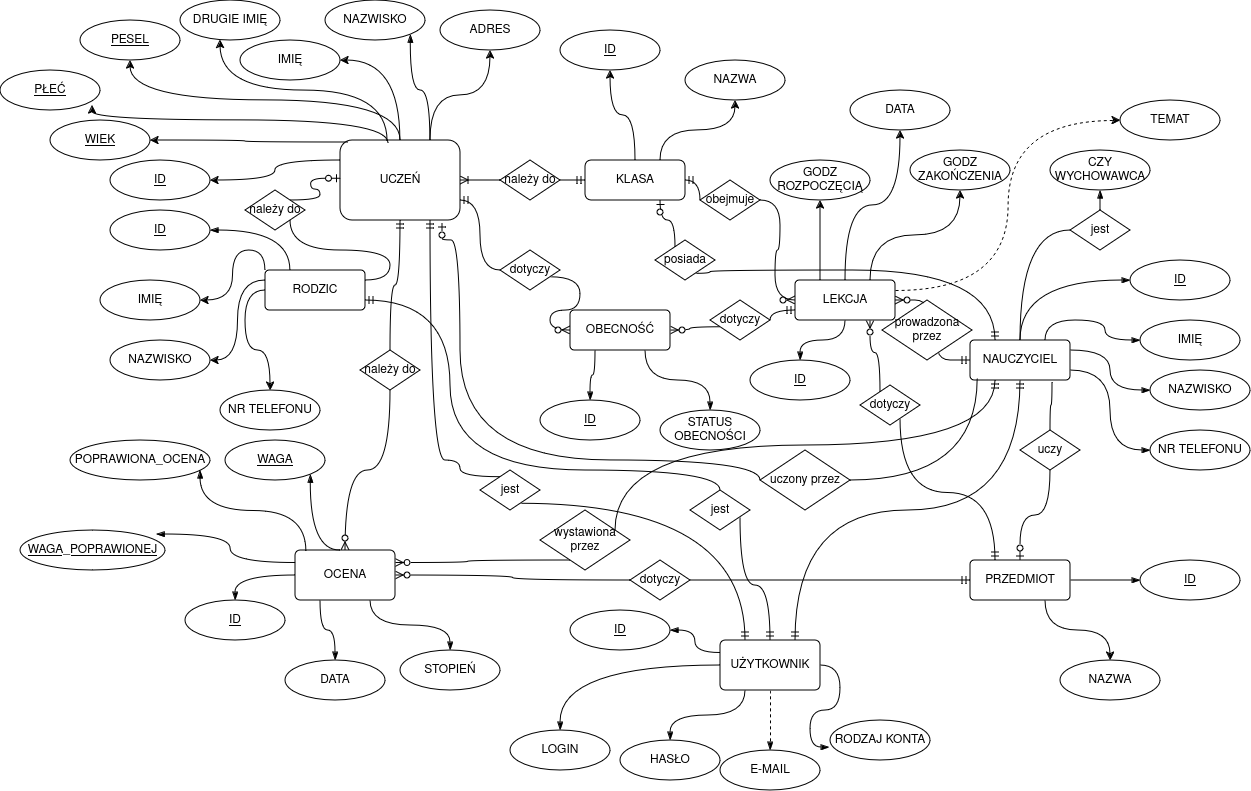 DRUGIE IMIĘ
NAZWISKO
ADRES
PESEL
IMIĘ
ID
NAZWA
PŁEĆ
DATA
TEMAT
WIEK
GODZ
ROZPOCZĘCIA
GODZ
ZAKOŃCZENIA
CZY
WYCHOWAWCA
ID
UCZEŃ
należy do
KLASA
obejmuje
należy do
ID
jest
posiada
dotyczy
ID
IMIĘ
RODZIC
LEKCJA
OBECNOŚĆ
dotyczy
prowadzona
przez
IMIĘ
NAZWISKO
NAUCZYCIEL
należy do
ID
NAZWISKO
NR TELEFONU
dotyczy
ID
STATUS
OBECNOŚCI
uczy
NR TELEFONU
POPRAWIONA_OCENA
WAGA
uczony przez
jest
jest
wystawiona
przez
WAGA_POPRAWIONEJ
OCENA
dotyczy
PRZEDMIOT
ID
ID
ID
UŻYTKOWNIK
DATA
STOPIEŃ
NAZWA
LOGIN
HASŁO
E-MAIL
RODZAJ KONTA